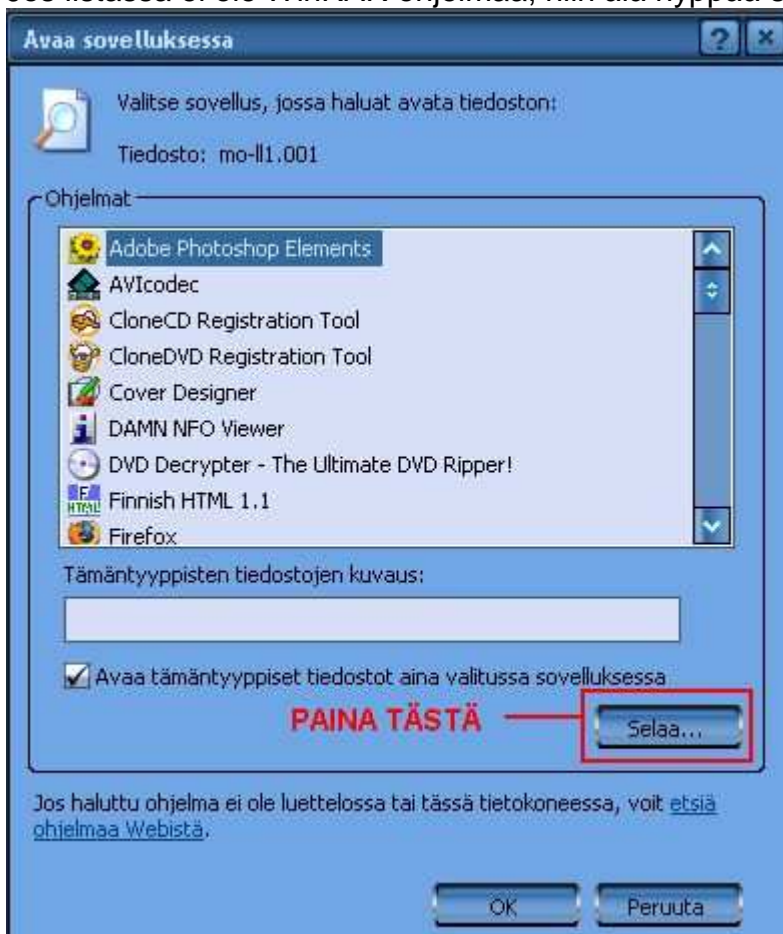 Avaa sovelluksessa
Valitse sovellus, jossa haluat avata tiedoston:
Tiedosto: mo-ll1.001
Ohjelmat
Adobe Photoshop Elements
AVIcodec
CloneCD Registration Tool
CloneDVD Registration Tool
Cover Designer
DAMN NFO Viewer
DVD Decrypter - The Ultimate DVD Ripper!
Finnish HTML 1.1
Firefox
Tämäntyyppisten tiedostojen kuvaus:
Avaa tämäntyyppiset tiedostot aina valitussa sovelluksessa
PAINA TÄSTÄ
Selaa...
Jos haluttu ohjelma ei ole luettelossa tai tässä tietokoneessa, voit etsiä
ohjelmaa Webistä.
OK
Peruuta